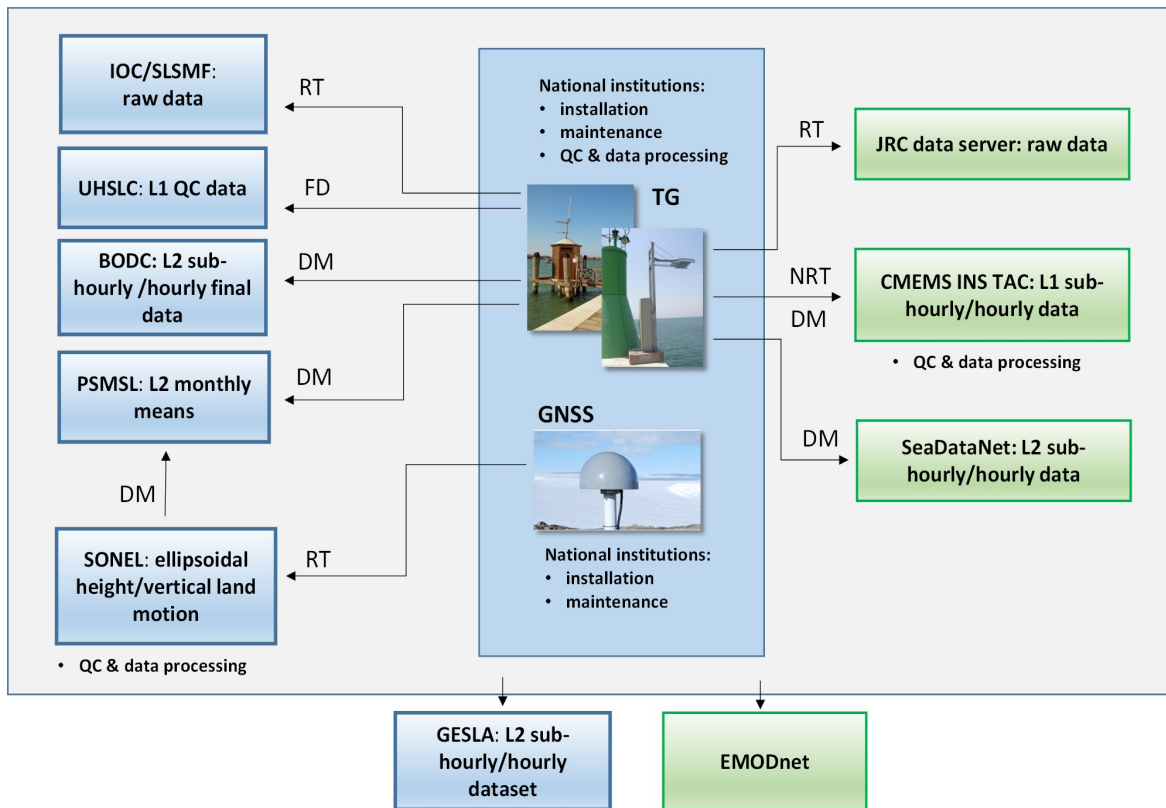 IOC/SLSMF:
raw data
RT
UHSLC: L1 QC data
FD
BODC: L2 sub-
hourly /hourly final
data
DM
PSMSL: L2 monthly
means
DM
DM
SONEL: ellipsoidal
height/vertical land
motion
RT
• QC & data processing
National institutions:
• installation
• maintenance
• QC & data processing
TG
GNSS
National institutions:
• installation
• maintenance
RT
JRC data server: raw data
NRT
DM
CMEMS INS TAC: L1 sub-
hourly/hourly data
• QC & data processing
DM
SeaDataNet: L2 sub-
hourly/hourly data
GESLA: L2 sub-
hourly/hourly
dataset
EMODnet